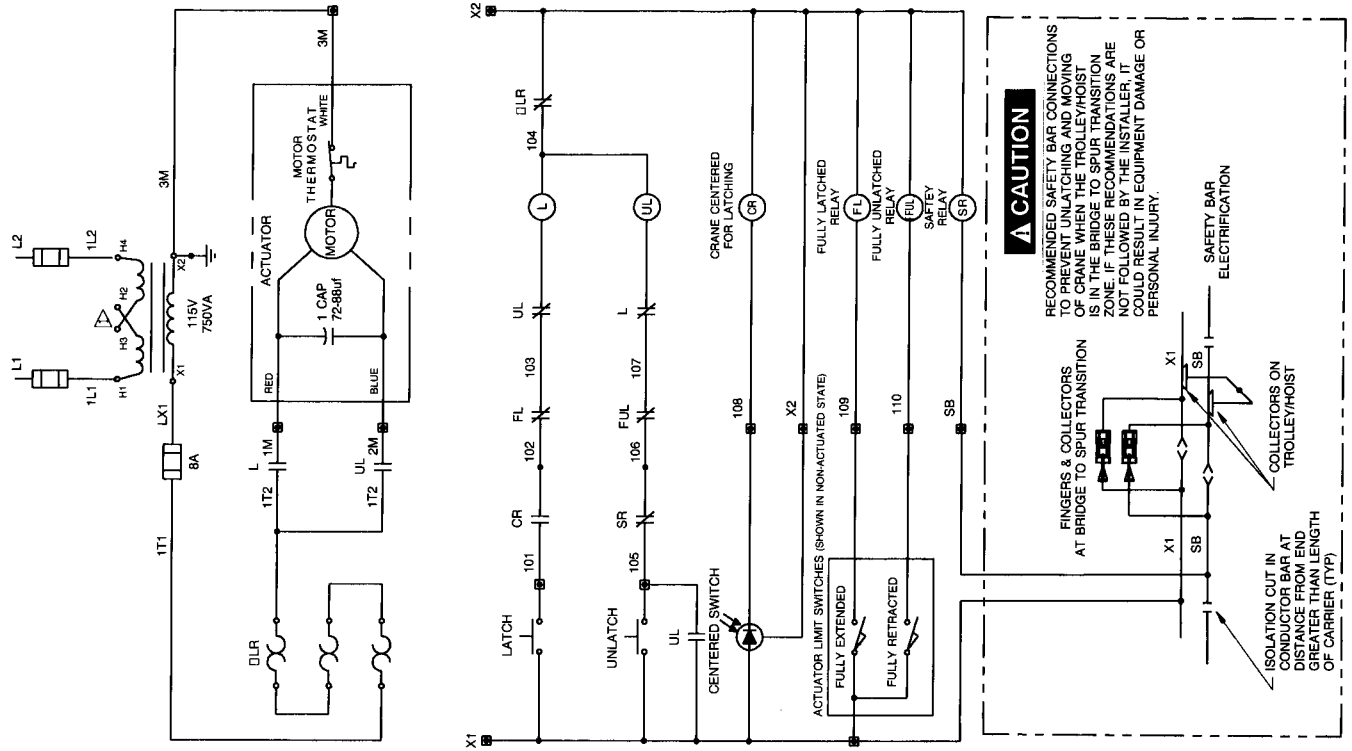 L1
L2
1L1
1L2
H1
H3
H2
H4
X1
X2
115V
750VA
LX1
8A
1T1
3M
3M
ACTUATOR
MOTOR
THERMOSTAT
WHITE
MOTOR
1 CAP
72-88uf
RED
BLUE
1M
2M
L
UL
1T2
1T2
▯LR
X1
X2
LATCH
101
CR
102
FL
103
UL
L
104
▯LR
UNLATCH
105
SR
106
FUL
107
L
UL
UL
CENTERED SWITCH
108
CRANE CENTERED
FOR LATCHING
CR
X2
ACTUATOR LIMIT SWITCHES (SHOWN IN NON-ACTUATED STATE)
FULLY EXTENDED
109
FULLY LATCHED
RELAY
FL
FULLY RETRACTED
110
FULLY UNLATCHED
RELAY
FUL
SB
SAFTEY
RELAY
SR
CAUTION
RECOMMENDED SAFETY BAR CONNECTIONS
TO PREVENT UNLATCHING AND MOVING
OF CRANE WHEN THE TROLLEY/HOIST
IS IN THE BRIDGE TO SPUR TRANSITION
ZONE. IF THESE RECOMMENDATIONS ARE
NOT FOLLOWED BY THE INSTALLER, IT
COULD RESULT IN EQUIPMENT DAMAGE OR
PERSONAL INJURY.
FINGERS & COLLECTORS
AT BRIDGE TO SPUR TRANSITION
X1
SB
X1
SB
SAFETY BAR
ELECTRIFICATION
COLLECTORS ON
TROLLEY/HOIST
ISOLATION CUT IN
CONDUCTOR BAR AT
DISTANCE FROM END
GREATER THAN LENGTH
OF CARRIER (TYP)